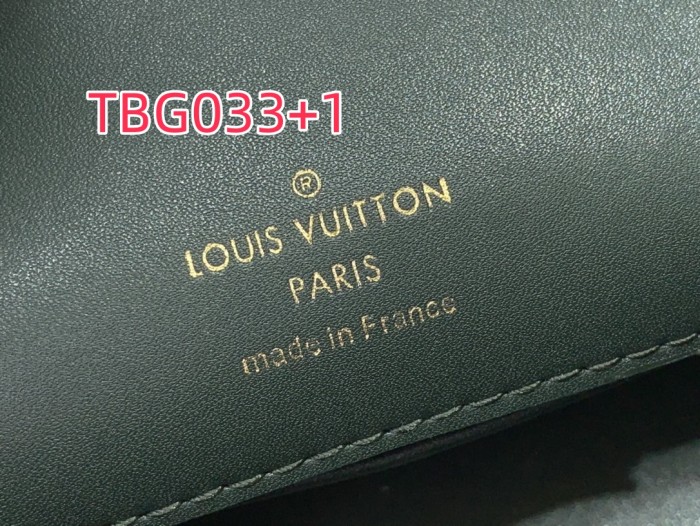 TBG033+1
®
LOUIS VUITTON
PARIS
made in France